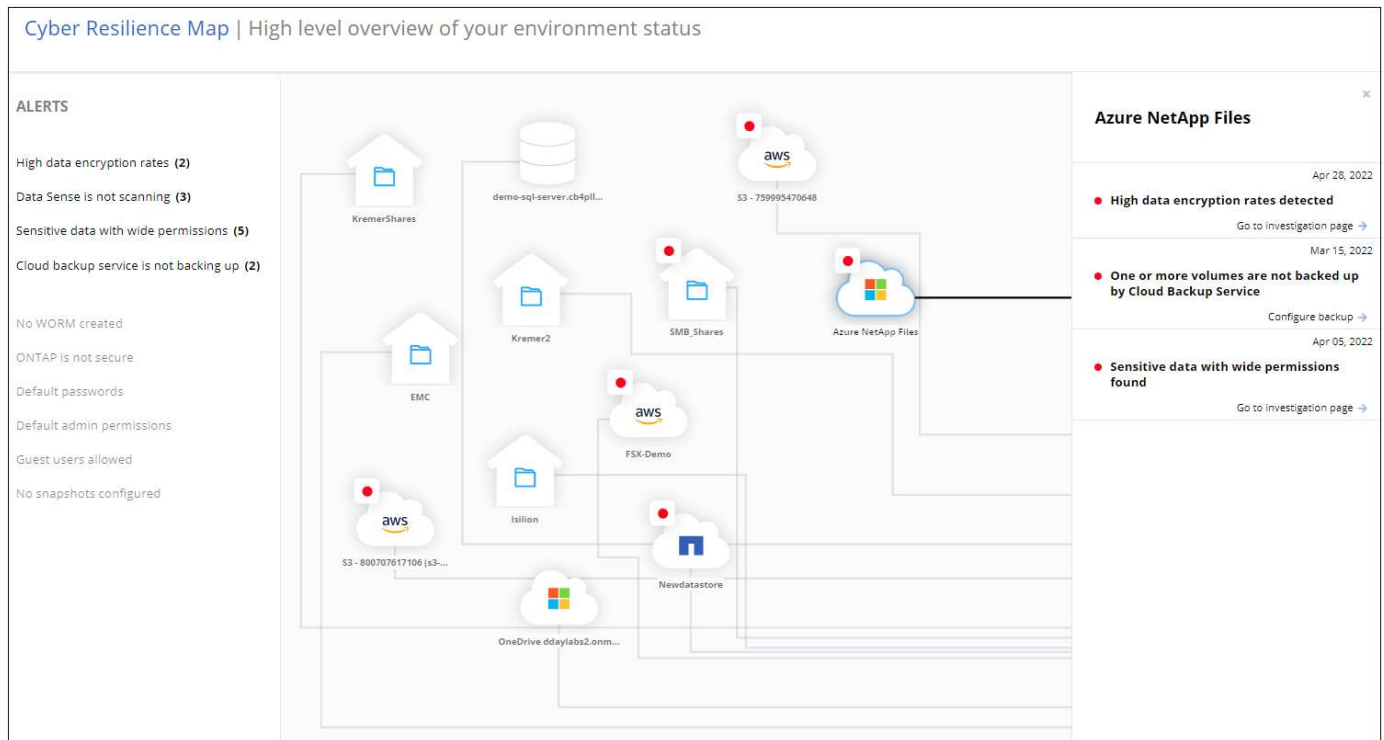 Cyber Resilience Map | High level overview of your environment status
ALERTS
High data encryption rates (2)
Data Sense is not scanning (3)
Sensitive data with wide permissions (5)
Cloud backup service is not backing up (2)
No WORM created
ONTAP is not secure
Default passwords
Default admin permissions
Guest users allowed
No snapshots configured
KremerShares
demo-sql-server.cb4pll...
aws
S3 - 759995470648
Kremer2
SMB_Shares
Azure NetApp Files
EMC
aws
FSX-Demo
Isilion
aws
S3 - 800707617106 (s3-...
Newdatastore
OneDrive ddaylabs2.onm...
×
Azure NetApp Files
Apr 28, 2022
High data encryption rates detected
Go to investigation page →
Mar 15, 2022
One or more volumes are not backed up
by Cloud Backup Service
Configure backup →
Apr 05, 2022
Sensitive data with wide permissions
found
Go to investigation page →